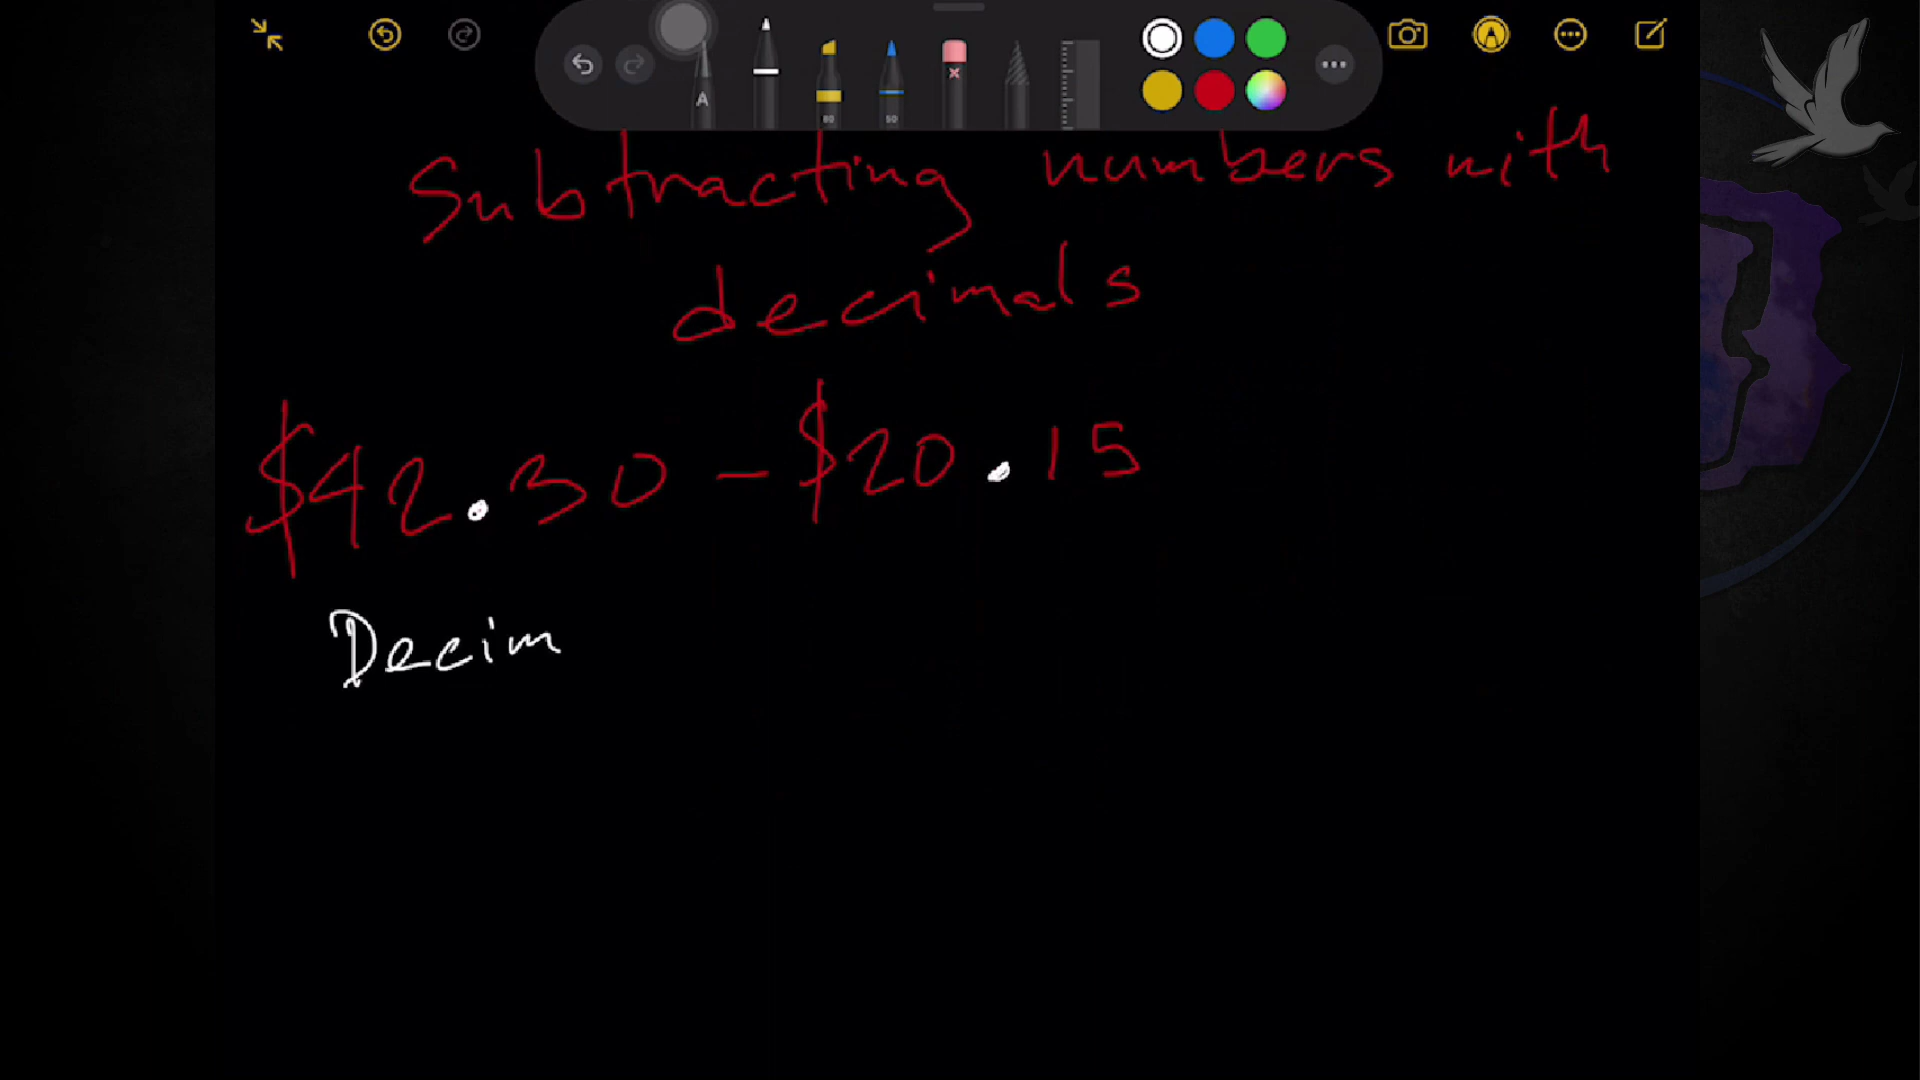 Subtracting numbers with
decimals
$42.30 - $20.15
Decim